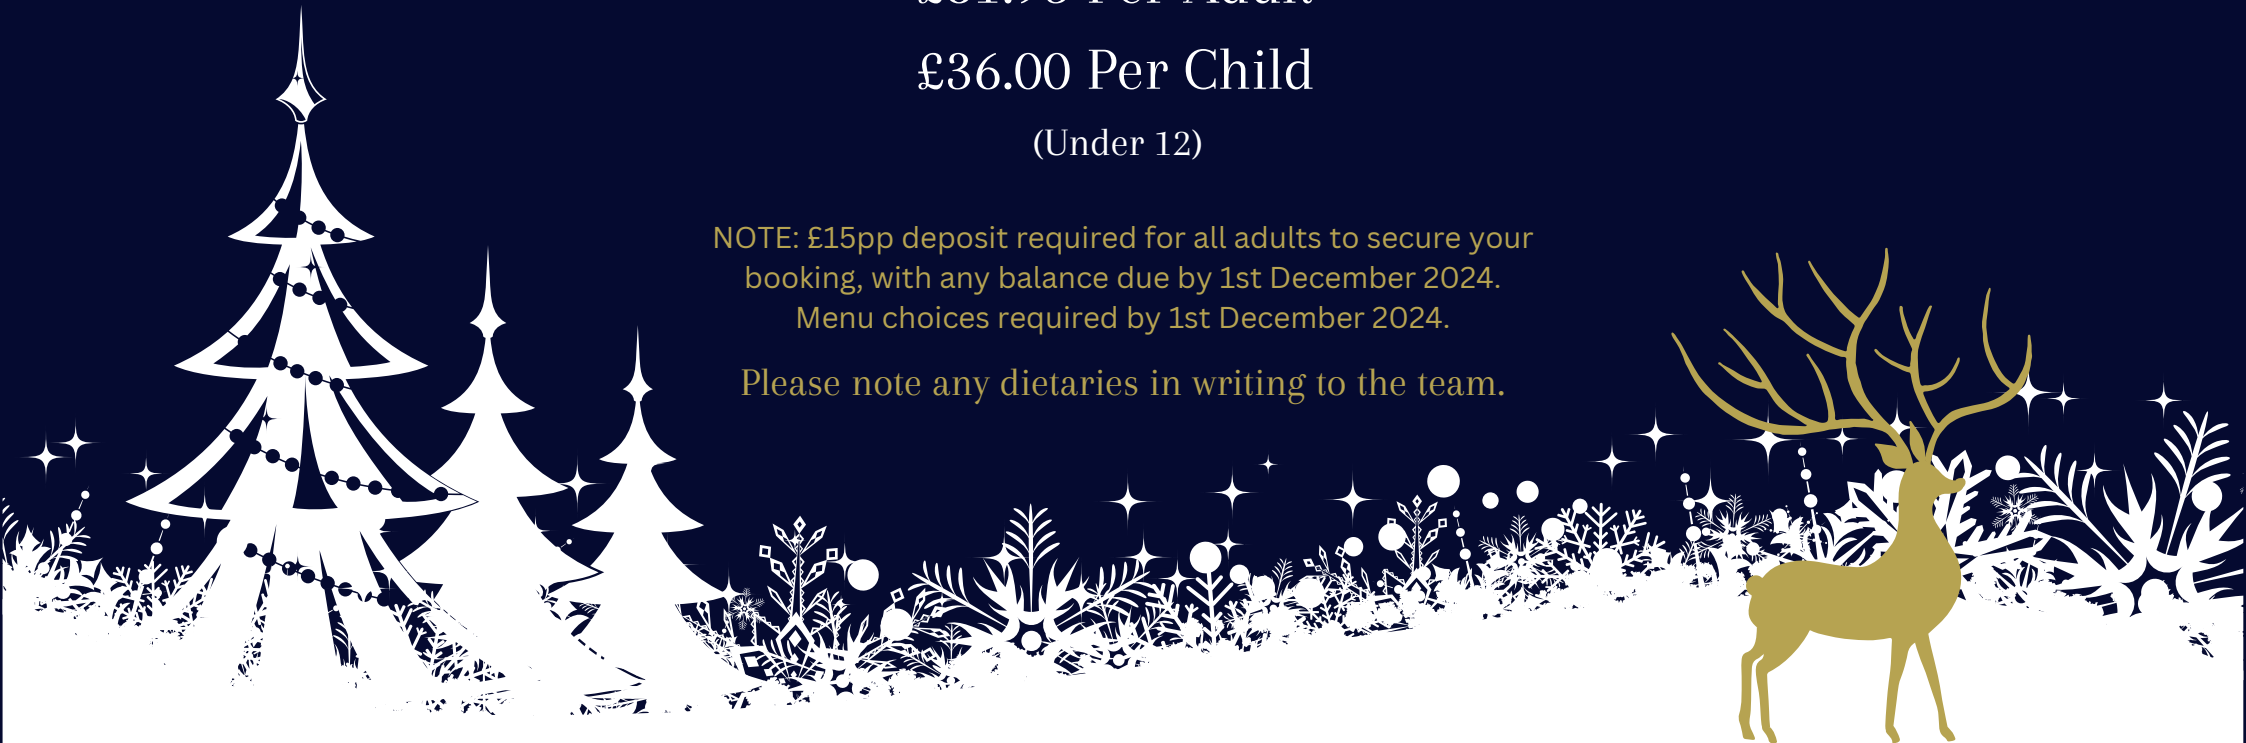 Per Adult
£36.00 Per Child
(Under 12)
NOTE: £15pp deposit required for all adults to secure your
booking, with any balance due by 1st December 2024.
Menu choices required by 1st December 2024.
Please note any dietaries in writing to the team.